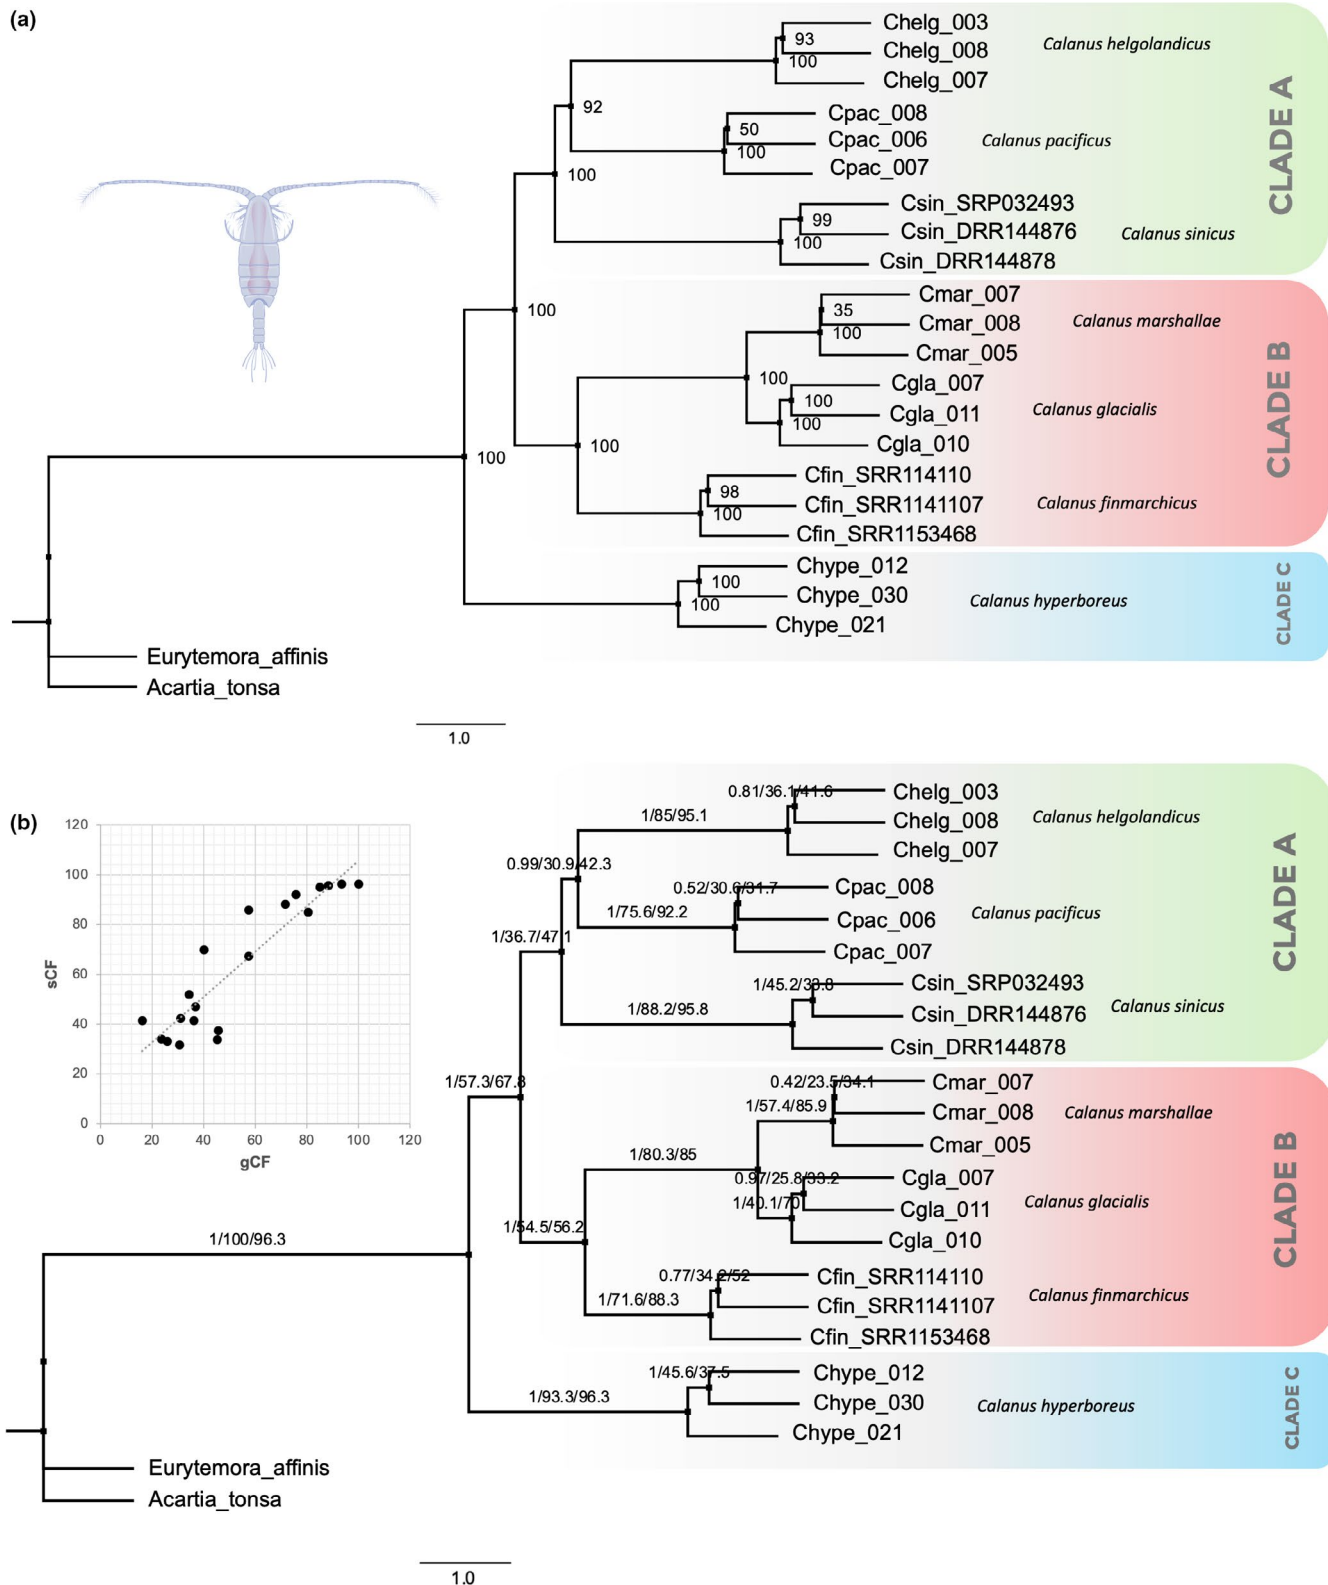 (a)
Chelg_003
93
Chelg_008
Calanus helgolandicus
100
Chelg_007
92
Cpac_008
50
Cpac_006
Calanus pacificus
100
Cpac_007
100
Csin_SRP032493
99
Csin_DRR144876
Calanus sinicus
100
Csin_DRR144878
CLADE A
100
Cmar_007
35
Cmar_008
Calanus marshallae
100
Cmar_005
100
Cgla_007
100
Cgla_011
Calanus glacialis
100
Cgla_010
100
Cfin_SRR114110
98
Cfin_SRR1141107
Calanus finmarchicus
100
Cfin_SRR1153468
CLADE B
100
Chype_012
100
Chype_030
Calanus hyperboreus
100
Chype_021
CLADE C
Eurytemora_affinis
Acartia_tonsa
1.0
(b)
120
100
80
60
40
20
0
sCF
0 20 40 60 80 100 120
gCF
0.81/36.1/41.6
Chelg_003
1/85/95.1
Chelg_008
Calanus helgolandicus
Chelg_007
0.99/30.9/42.3
0.52/30.6/31.7
Cpac_008
1/75.6/92.2
Cpac_006
Calanus pacificus
Cpac_007
1/36.7/47.1
1/45.2/33.8
Csin_SRP032493
1/88.2/95.8
Csin_DRR144876
Calanus sinicus
Csin_DRR144878
CLADE A
1/57.3/67.3
0.42/23.5/34.1
Cmar_007
1/57.4/85.9
Cmar_008
Calanus marshallae
Cmar_005
1/80.3/85
0.97/25.8/33.2
Cgla_007
1/40.1/70
Cgla_011
Calanus glacialis
Cgla_010
1/54.5/56.2
0.77/34.2/52
Cfin_SRR114110
1/71.6/88.3
Cfin_SRR1141107
Calanus finmarchicus
Cfin_SRR1153468
CLADE B
1/100/96.3
1/45.6/37.5
Chype_012
1/93.3/96.3
Chype_030
Calanus hyperboreus
Chype_021
CLADE C
Eurytemora_affinis
Acartia_tonsa
1.0